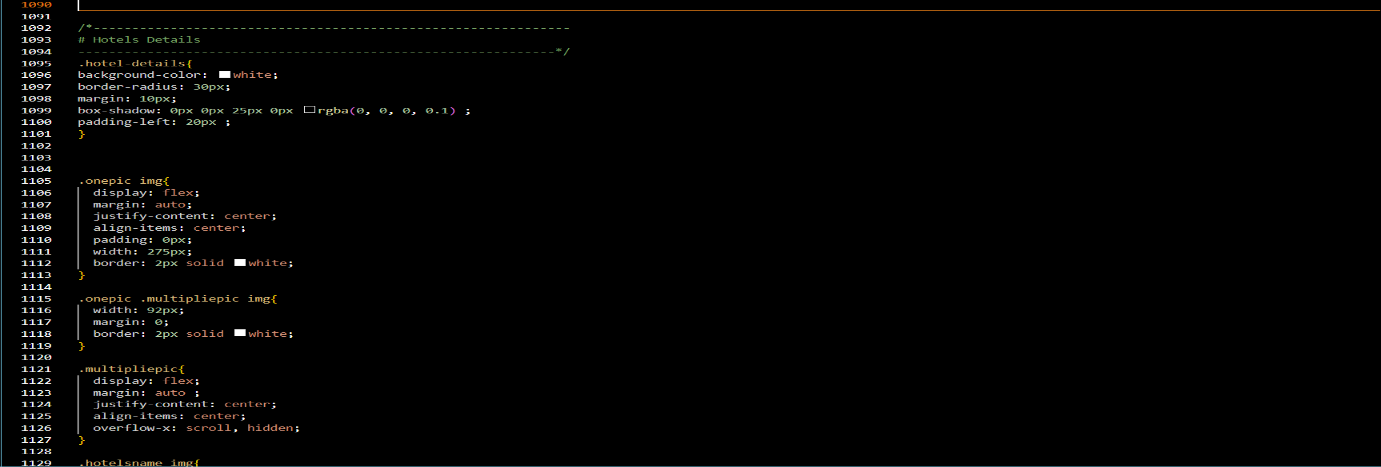 1090
1091
1092 /*--------------------------------------------------------------
1093 # Hotels Details
1094 --------------------------------------------------------------*/
1095 .hotel-details{
1096 background-color: white;
1097 border-radius: 30px;
1098 margin: 10px;
1099 box-shadow: 0px 0px 25px 0px rgba(0, 0, 0, 0.1) ;
1100 padding-left: 20px ;
1101 }
1102
1103
1104
1105 .onepic img{
1106 display: flex;
1107 margin: auto;
1108 justify-content: center;
1109 align-items: center;
1110 padding: 0px;
1111 width: 275px;
1112 border: 2px solid white;
1113 }
1114
1115 .onepic .multipliepic img{
1116 width: 92px;
1117 margin: 0;
1118 border: 2px solid white;
1119 }
1120
1121 .multipliepic{
1122 display: flex;
1123 margin: auto ;
1124 justify-content: center;
1125 align-items: center;
1126 overflow-x: scroll, hidden;
1127 }
1128
1129 .hotelsname img{